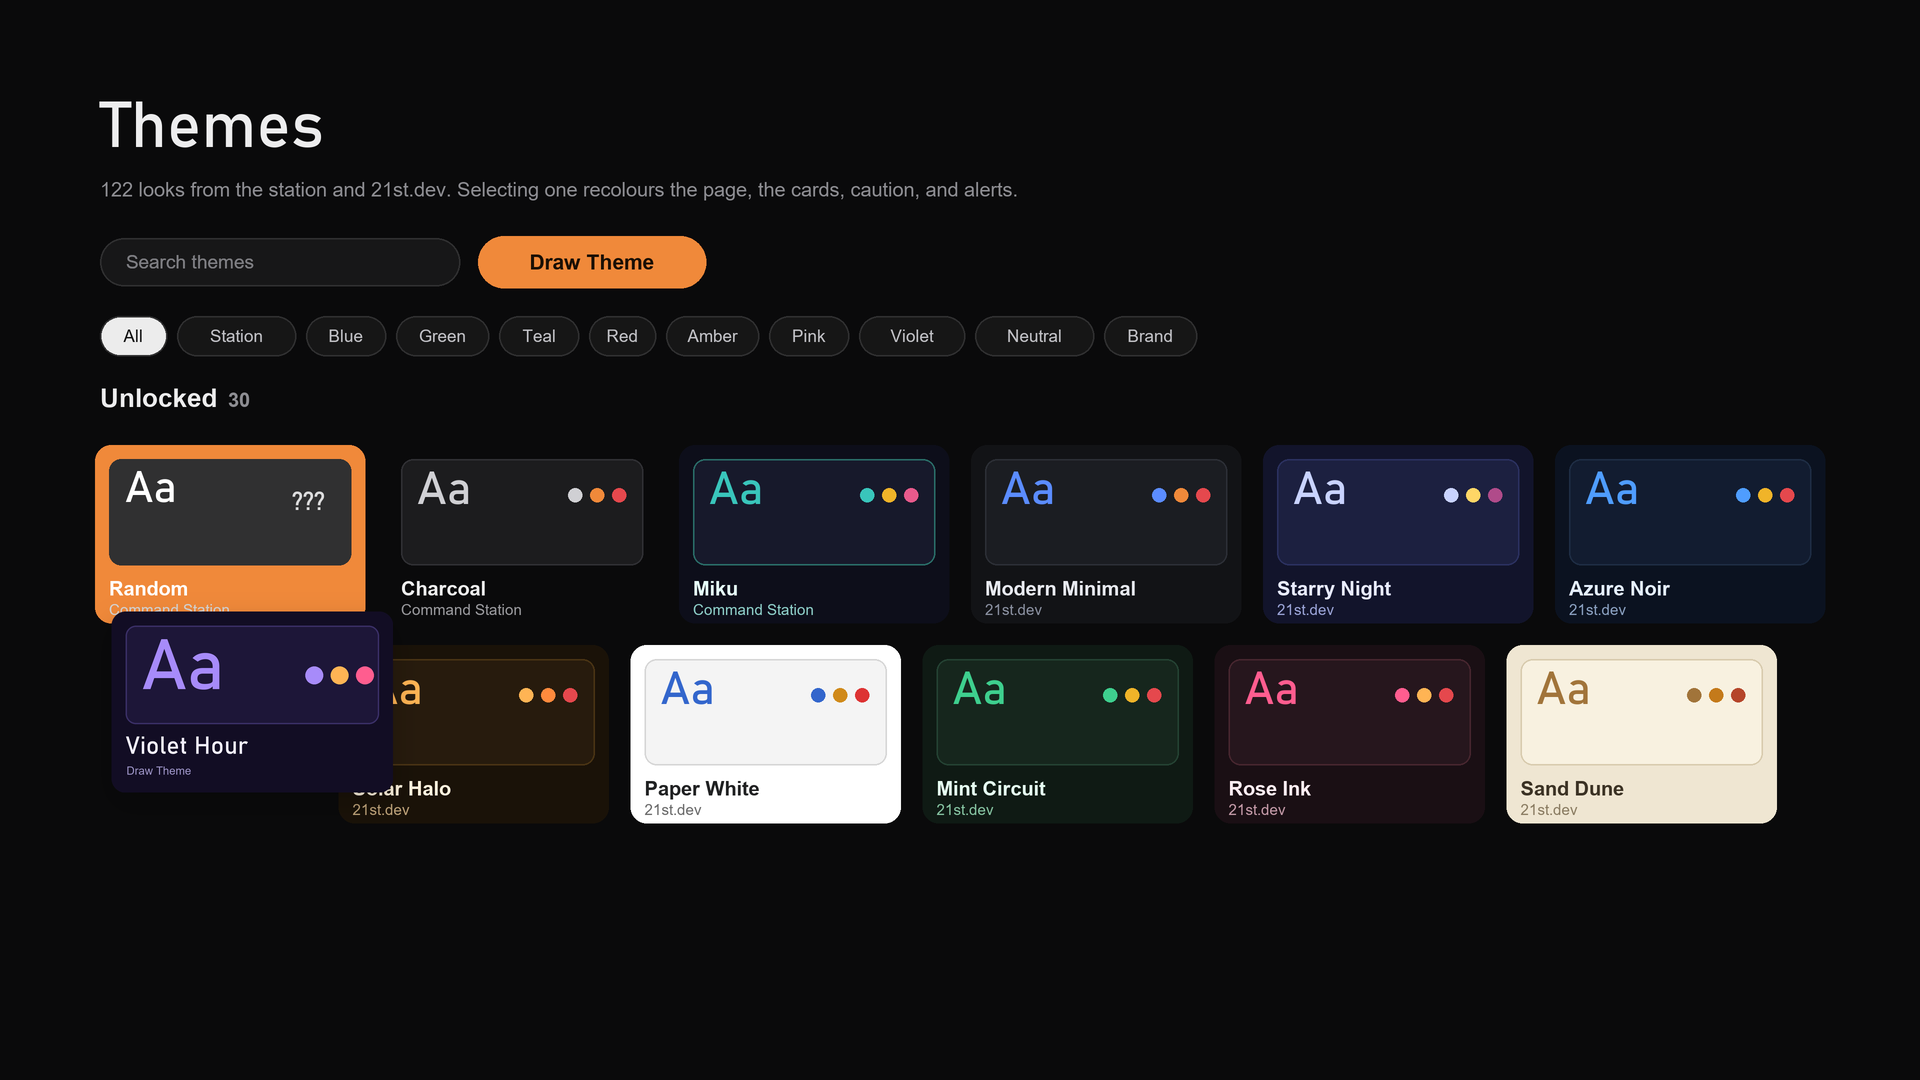 Themes
122 looks from the station and 21st.dev. Selecting one recolours the page, the cards, caution, and alerts.
Search themes
Draw Theme
All
Station
Blue
Green
Teal
Red
Amber
Pink
Violet
Neutral
Brand
Unlocked 30
Aa
???
Random
Command Station
Aa
Charcoal
Command Station
Aa
Miku
Command Station
Aa
Modern Minimal
21st.dev
Aa
Starry Night
21st.dev
Aa
Azure Noir
21st.dev
Aa
Violet Hour
Draw Theme
Halo
21st.dev
Aa
Paper White
21st.dev
Aa
Mint Circuit
21st.dev
Aa
Rose Ink
21st.dev
Aa
Sand Dune
21st.dev